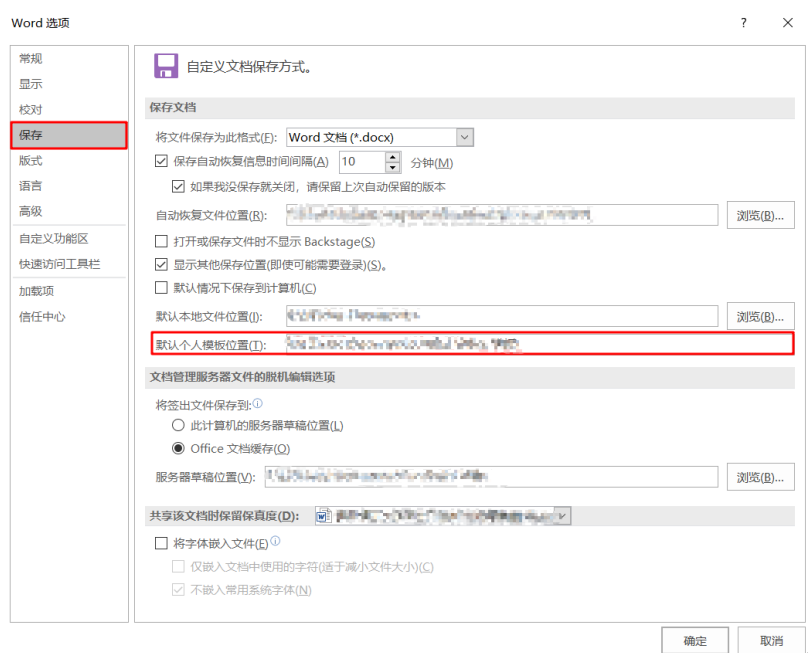 Word 选项
?
常规
显示
校对
保存
版式
语言
高级
自定义功能区
快速访问工具栏
加载项
信任中心
自定义文档保存方式。
保存文档
将文件保存为此格式(F): Word 文档 (*.docx)
保存自动恢复信息时间间隔(A) 10 分钟(M)
如果我没保存就关闭，请保留上次自动保留的版本
自动恢复文件位置(R): 浏览(B)...
打开或保存文件时不显示 Backstage(S)
显示其他保存位置(即使可能需要登录)(S)。
默认情况下保存到计算机(C)
默认本地文件位置(I): 浏览(B)...
默认个人模板位置(T):
文档管理服务器文件的脱机编辑选项
将签出文件保存到:
此计算机的服务器草稿位置(L)
Office 文档缓存(O)
服务器草稿位置(V): 浏览(B)...
共享该文档时保留保真度(D):
将字体嵌入文件(E)
仅嵌入文档中使用的字符(适于减小文件大小)(C)
不嵌入常用系统字体(N)
确定 取消